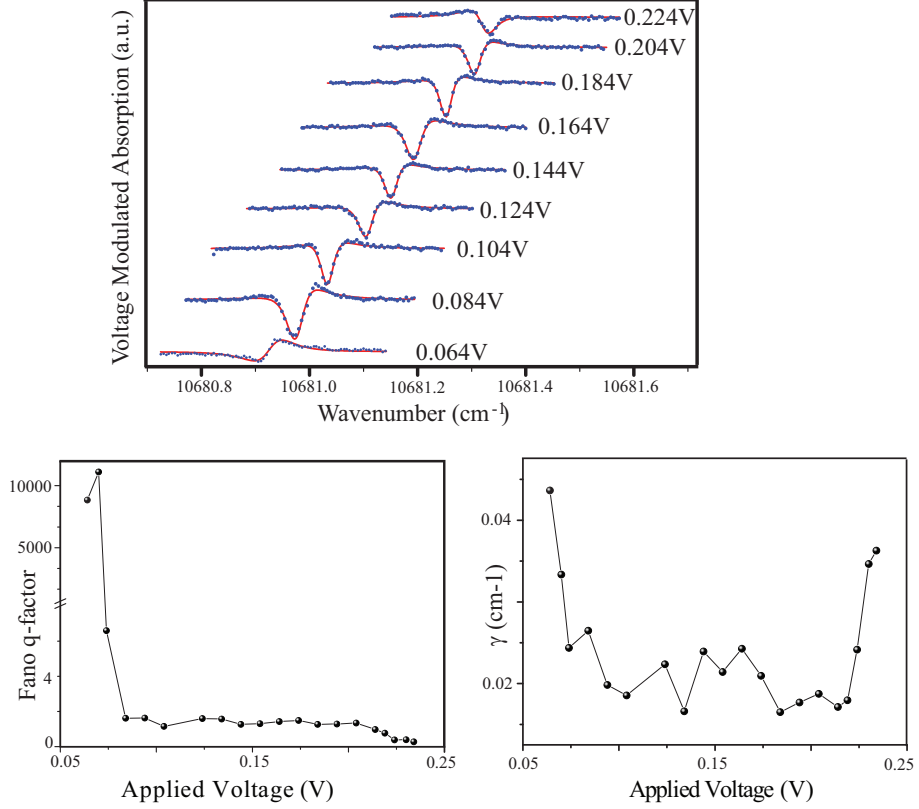 Voltage Modulated Absorption (a.u.)
0.224V
0.204V
0.184V
0.164V
0.144V
0.124V
0.104V
0.084V
0.064V
10680.8 10681.0 10681.2 10681.4 10681.6
Wavenumber (cm-1)
Fano q-factor
10000
5000
4
0
0.05 0.15 0.25
Applied Voltage (V)
γ (cm-1)
0.04
0.02
0.05 0.15 0.25
Applied Voltage (V)